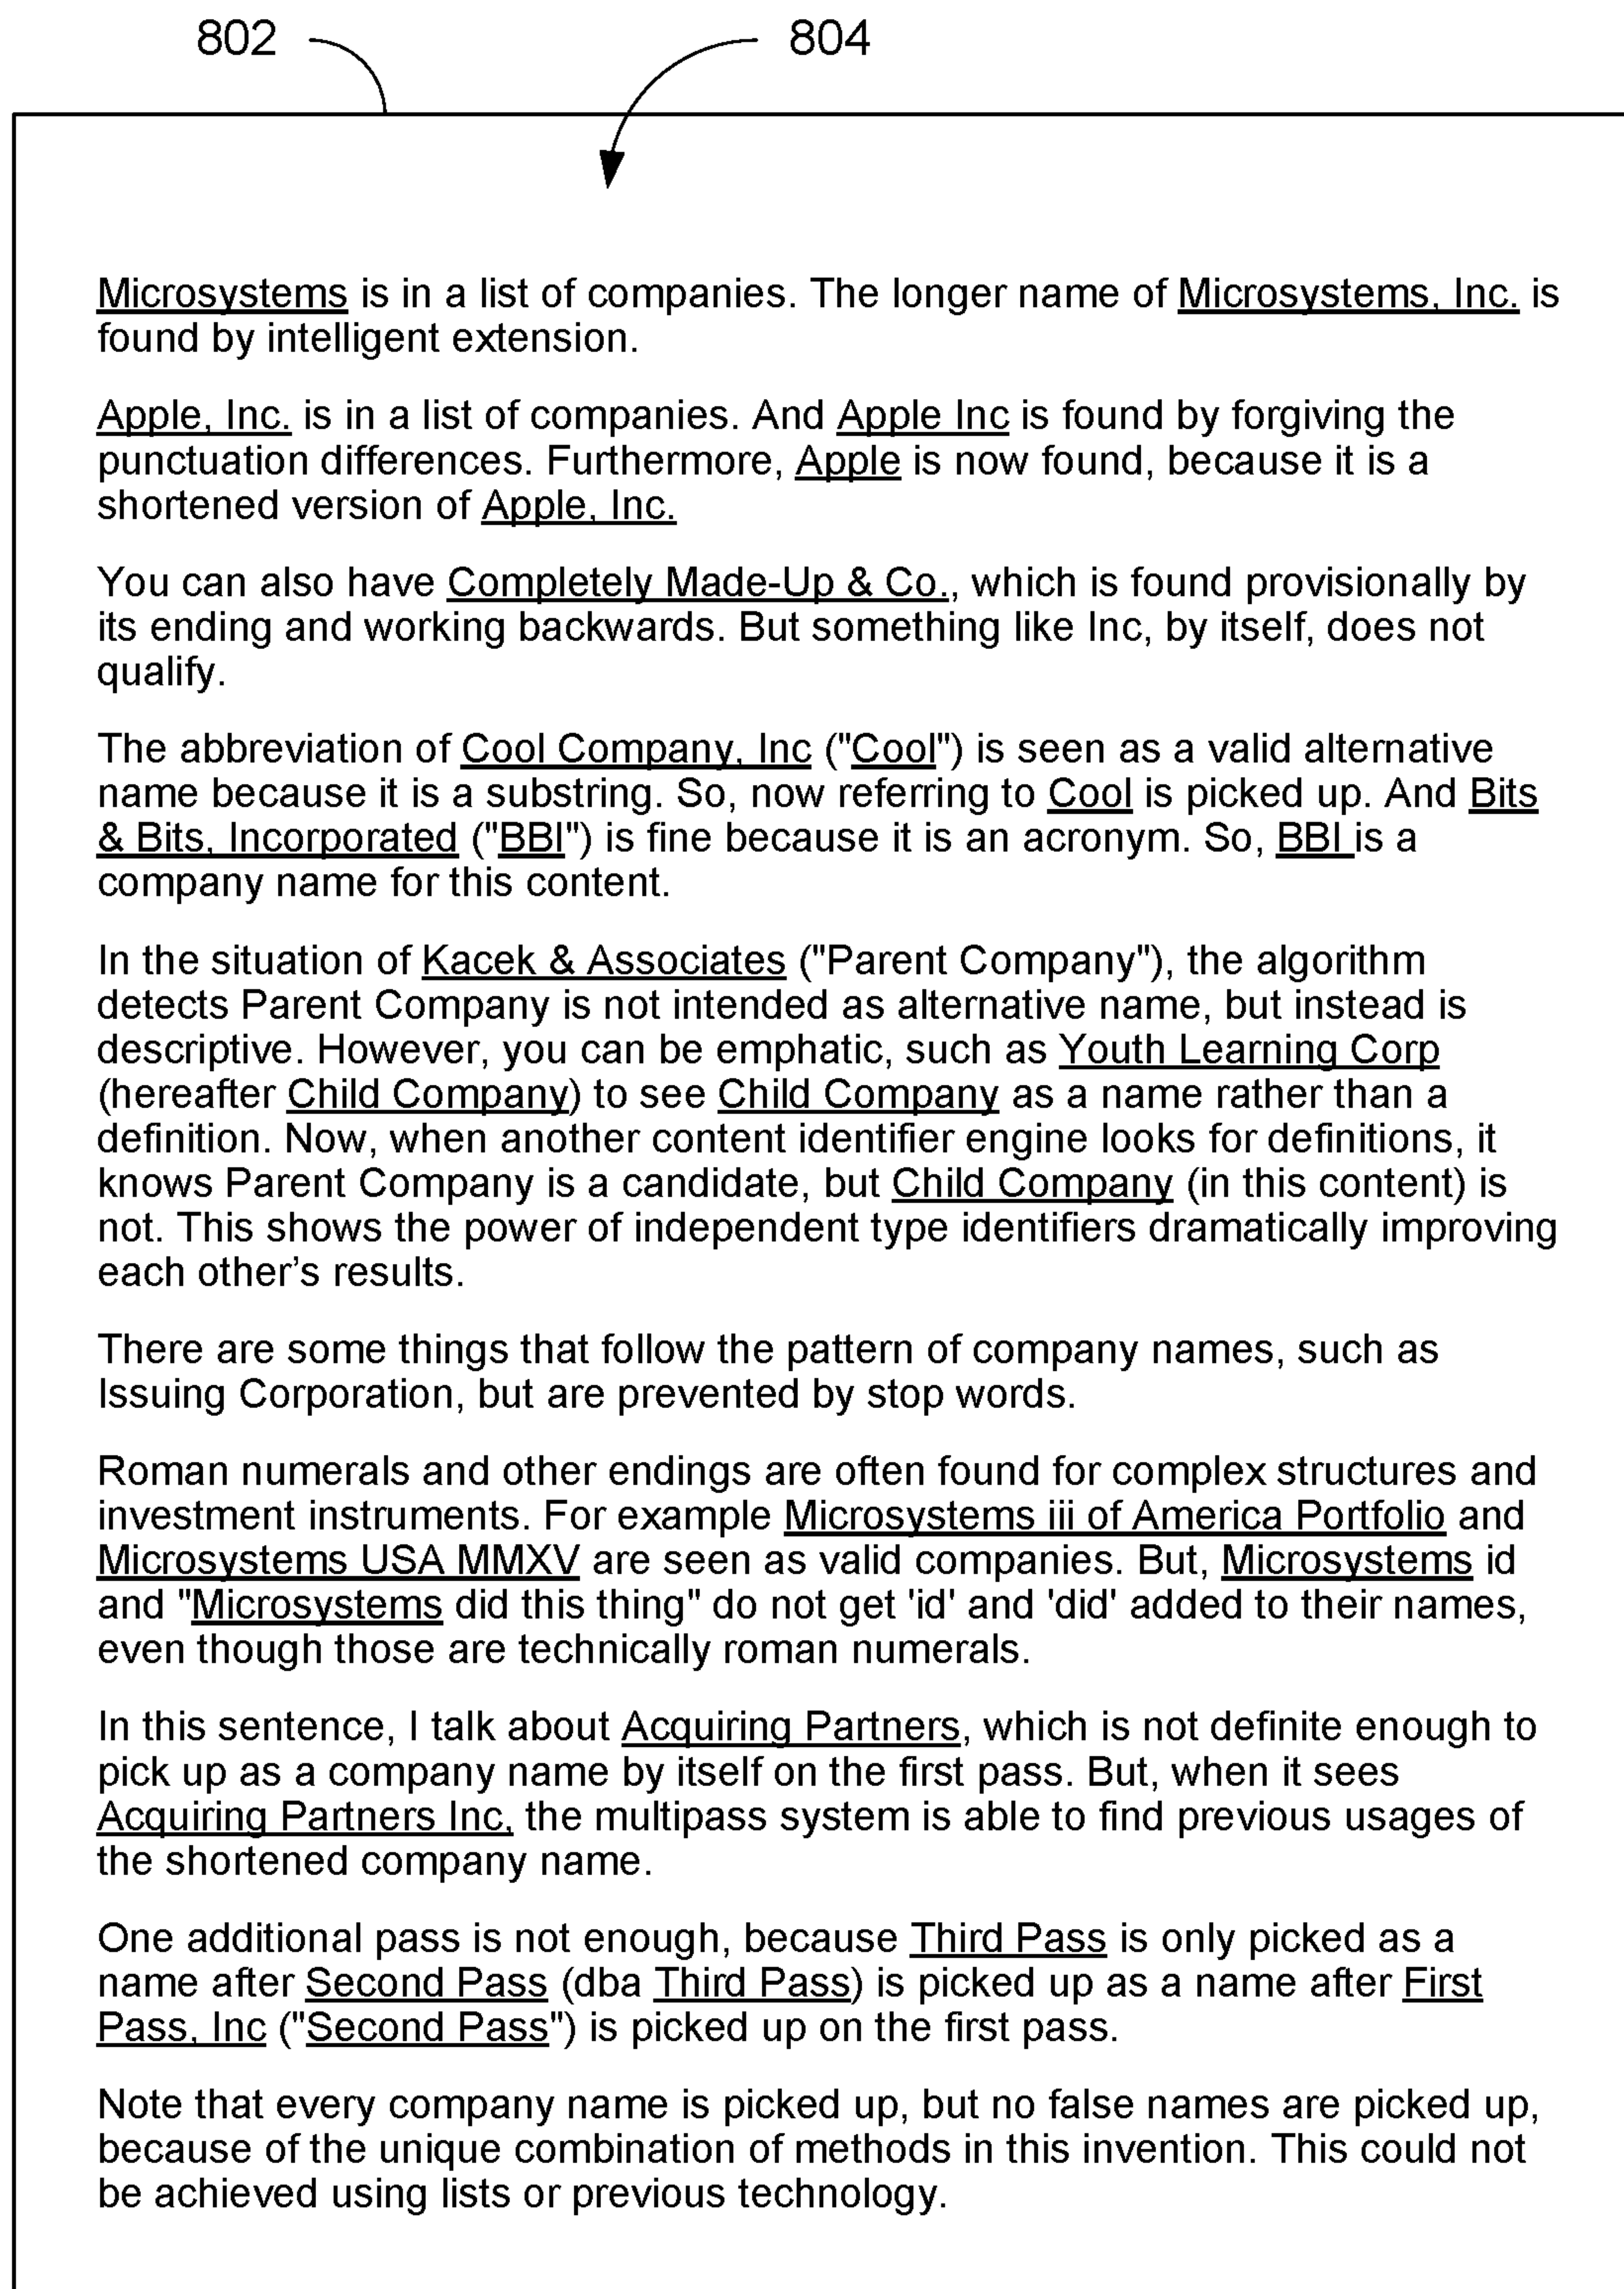 802
804
Microsystems is in a list of companies. The longer name of Microsystems, Inc. is
found by intelligent extension.
Apple, Inc. is in a list of companies. And Apple Inc is found by forgiving the
punctuation differences. Furthermore, Apple is now found, because it is a
shortened version of Apple, Inc.
You can also have Completely Made-Up & Co., which is found provisionally by
its ending and working backwards. But something like Inc, by itself, does not
qualify.
The abbreviation of Cool Company, Inc ("Cool") is seen as a valid alternative
name because it is a substring. So, now referring to Cool is picked up. And Bits
& Bits, Incorporated ("BBI") is fine because it is an acronym. So, BBI is a
company name for this content.
In the situation of Kacek & Associates ("Parent Company"), the algorithm
detects Parent Company is not intended as alternative name, but instead is
descriptive. However, you can be emphatic, such as Youth Learning Corp
(hereafter Child Company) to see Child Company as a name rather than a
definition. Now, when another content identifier engine looks for definitions, it
knows Parent Company is a candidate, but Child Company (in this content) is
not. This shows the power of independent type identifiers dramatically improving
each other’s results.
There are some things that follow the pattern of company names, such as
Issuing Corporation, but are prevented by stop words.
Roman numerals and other endings are often found for complex structures and
investment instruments. For example Microsystems iii of America Portfolio and
Microsystems USA MMXV are seen as valid companies. But, Microsystems id
and "Microsystems did this thing" do not get 'id' and 'did' added to their names,
even though those are technically roman numerals.
In this sentence, I talk about Acquiring Partners, which is not definite enough to
pick up as a company name by itself on the first pass. But, when it sees
Acquiring Partners Inc, the multipass system is able to find previous usages of
the shortened company name.
One additional pass is not enough, because Third Pass is only picked as a
name after Second Pass (dba Third Pass) is picked up as a name after First
Pass, Inc ("Second Pass") is picked up on the first pass.
Note that every company name is picked up, but no false names are picked up,
because of the unique combination of methods in this invention. This could not
be achieved using lists or previous technology.